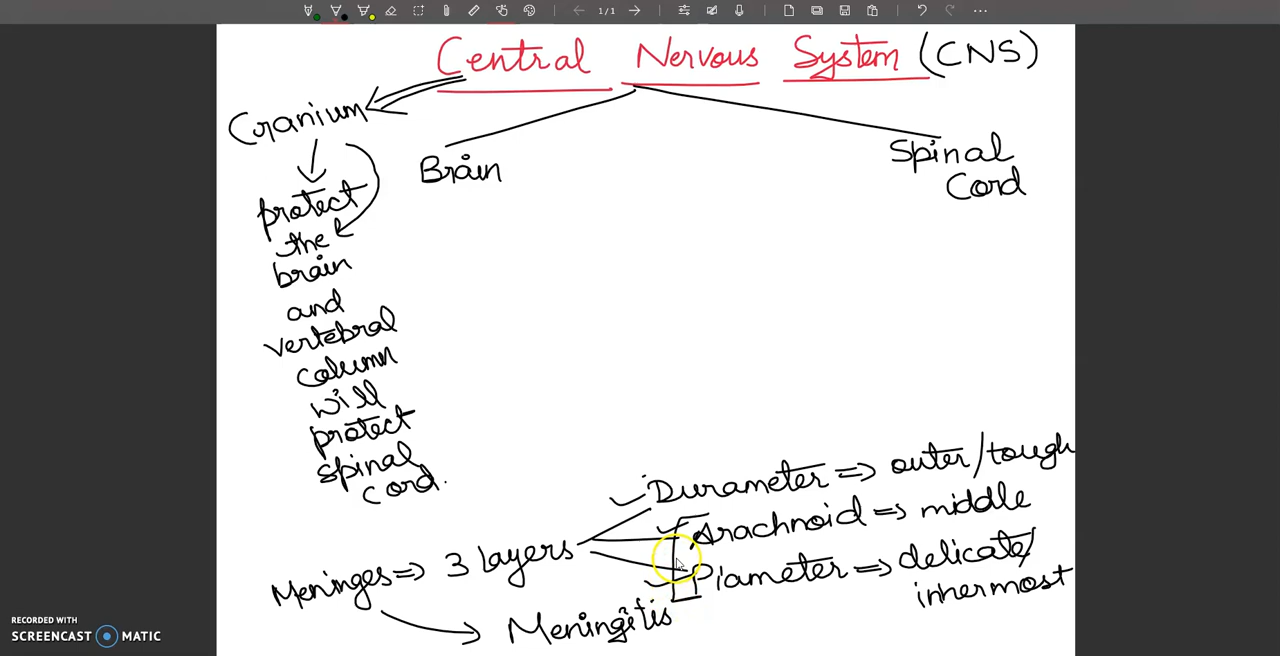 1/1
Central Nervous System (CNS)
Cranium
Brain
Spinal
Cord
protect
the
brain
and
vertebral
column
will
protect
spinal
cord.
Durameter => outer/tough
Arachnoid => middle
Meninges => 3 layers
Piameter => delicate/
innermost
Meningitis
RECORDED WITH
SCREENCAST MATIC